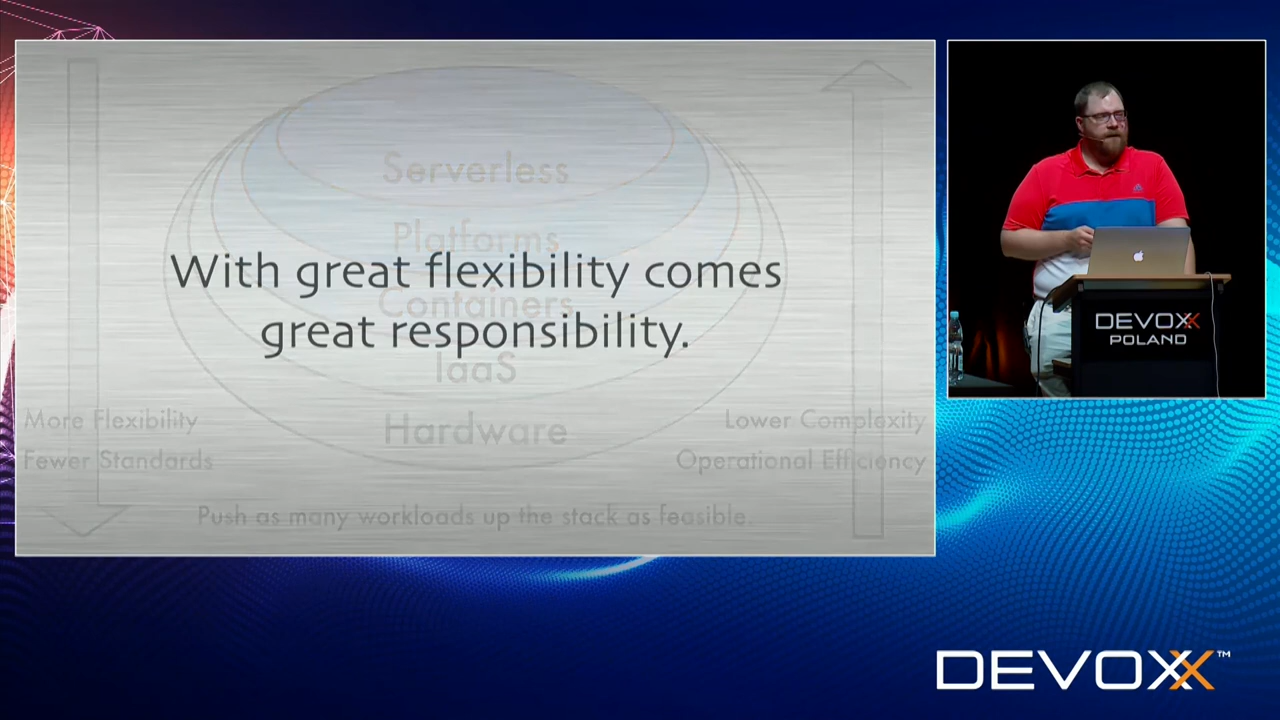 Serverless
Platforms
With great flexibility comes
Containers
great responsibility.
IaaS
More Flexibility
Lower Complexity
Hardware
Fewer Standards
Operational Efficiency
Push as many workloads up the stack as feasible.
DEVOXX
POLAND
DEVOXX™